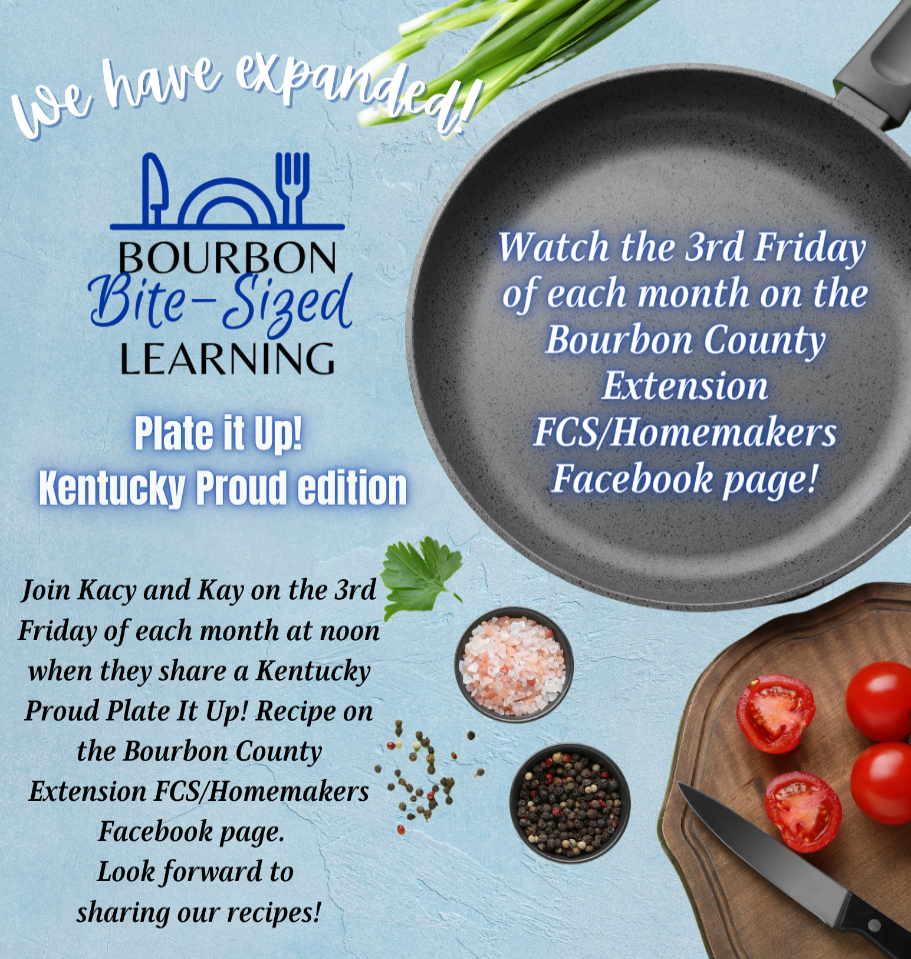 We have expanded!
BOURBON
Bite-Sized
LEARNING
Plate it Up!
Kentucky Proud edition
Watch the 3rd Friday
of each month on the
Bourbon County
Extension
FCS/Homemakers
Facebook page!
Join Kacy and Kay on the 3rd
Friday of each month at noon
when they share a Kentucky
Proud Plate It Up! Recipe on
the Bourbon County
Extension FCS/Homemakers
Facebook page.
Look forward to
sharing our recipes!